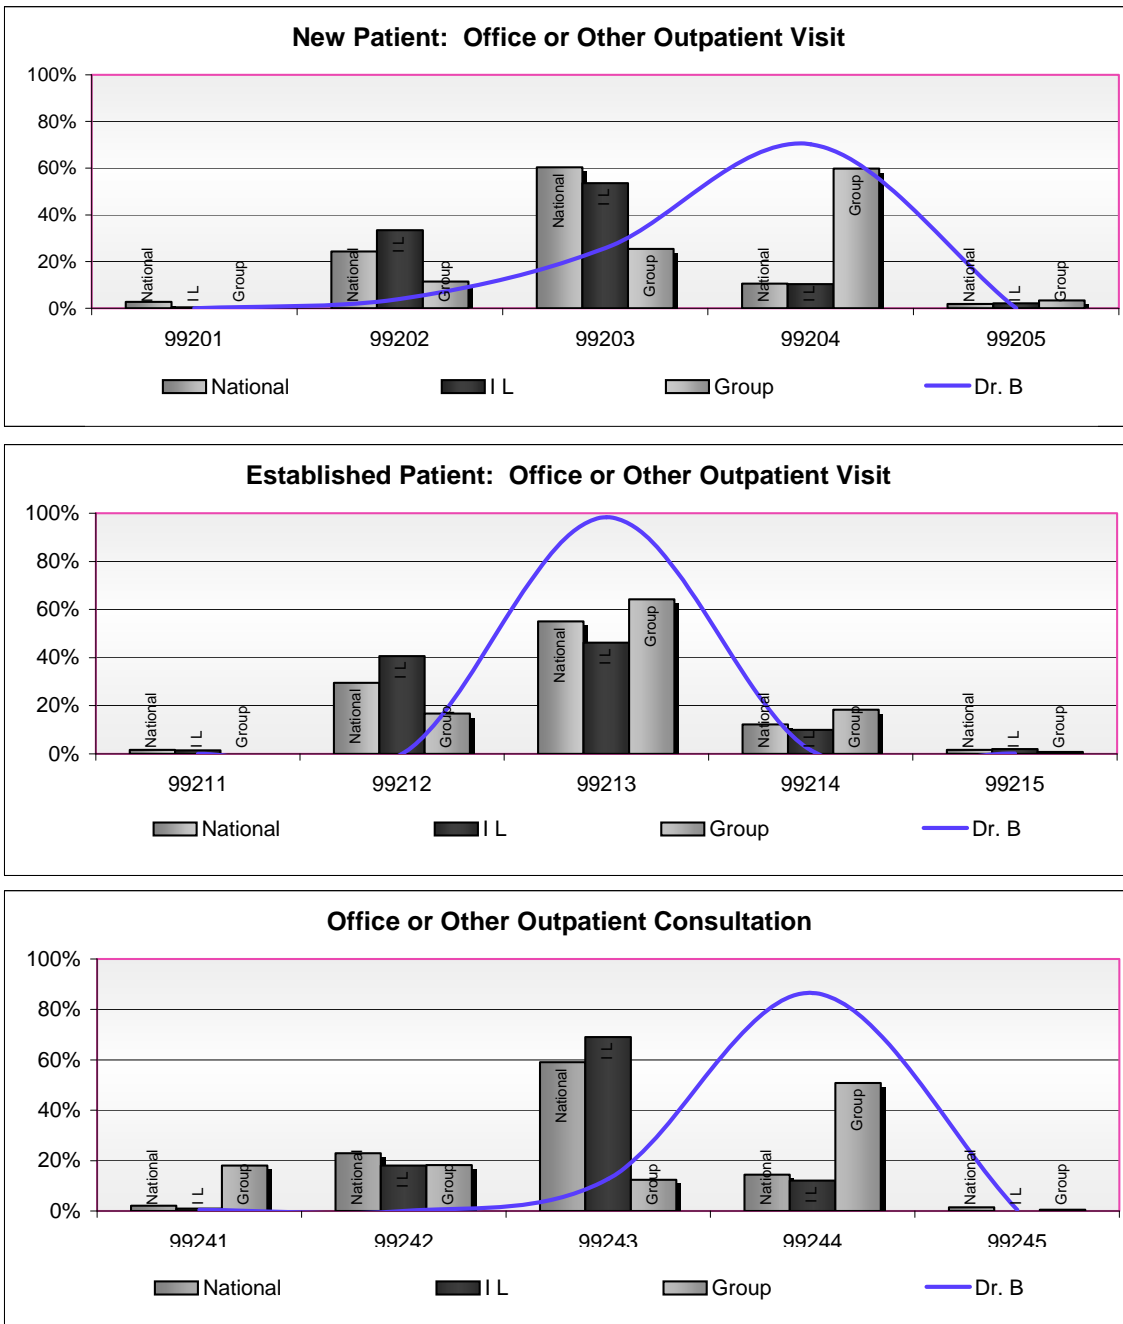 New Patient:  Office or Other Outpatient Visit
100%
80%
60%
40%
20%
0%
National
I L
Group
National
I L
Group
National
I L
Group
National
I L
Group
National
I L
Group
99201
99202
99203
99204
99205
National
I L
Group
Dr. B
Established Patient:  Office or Other Outpatient Visit
100%
80%
60%
40%
20%
0%
National
I L
Group
National
I L
Group
National
I L
Group
National
I L
Group
National
I L
Group
99211
99212
99213
99214
99215
National
I L
Group
Dr. B
Office or Other Outpatient Consultation
100%
80%
60%
40%
20%
0%
National
I L
Group
National
I L
Group
National
I L
Group
National
I L
Group
National
I L
Group
99241
99242
99243
99244
99245
National
I L
Group
Dr. B